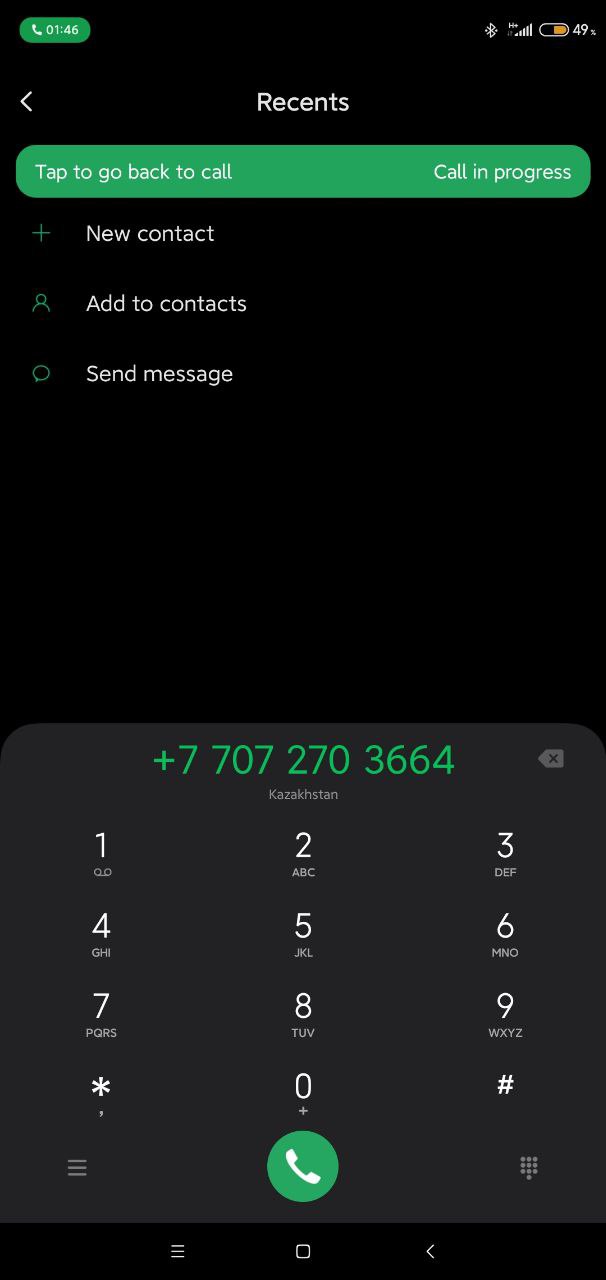 01:46 H+ 49 %
Recents
Tap to go back to call Call in progress
New contact
Add to contacts
Send message
+7 707 270 3664
Kazakhstan
1 2 3
ABC DEF
4 5 6
GHI JKL MNO
7 8 9
PQRS TUV WXYZ
* 0 #
, +